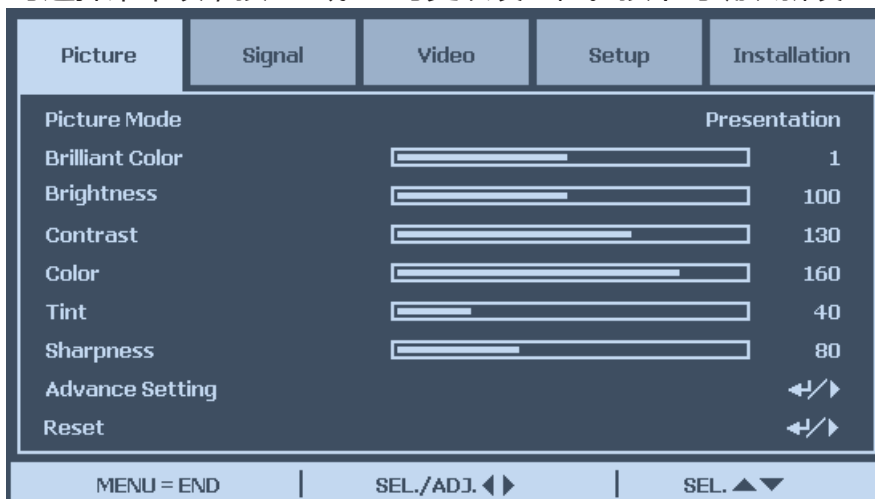 Picture Signal Video Setup Installation
Picture Mode Presentation
Brilliant Color 1
Brightness 100
Contrast 130
Color 160
Tint 40
Sharpness 80
Advance Setting ↵/▶
Reset ↵/▶
MENU = END | SEL./ADJ. ◀ ▶ | SEL. ▲▼